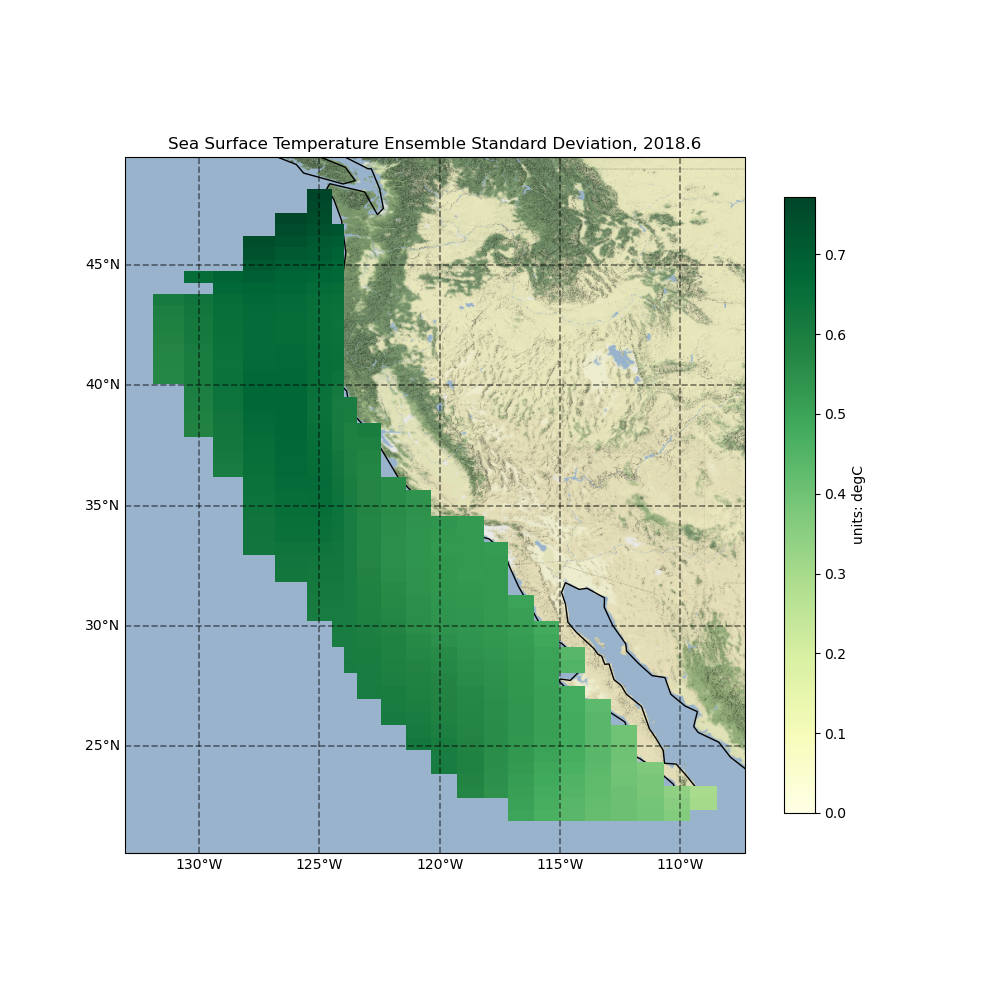 Sea Surface Temperature Ensemble Standard Deviation, 2018.6
45°N
40°N
35°N
30°N
25°N
130°W
125°W
120°W
115°W
110°W
0.7
0.6
0.5
0.4
0.3
0.2
0.1
0.0
units: degC